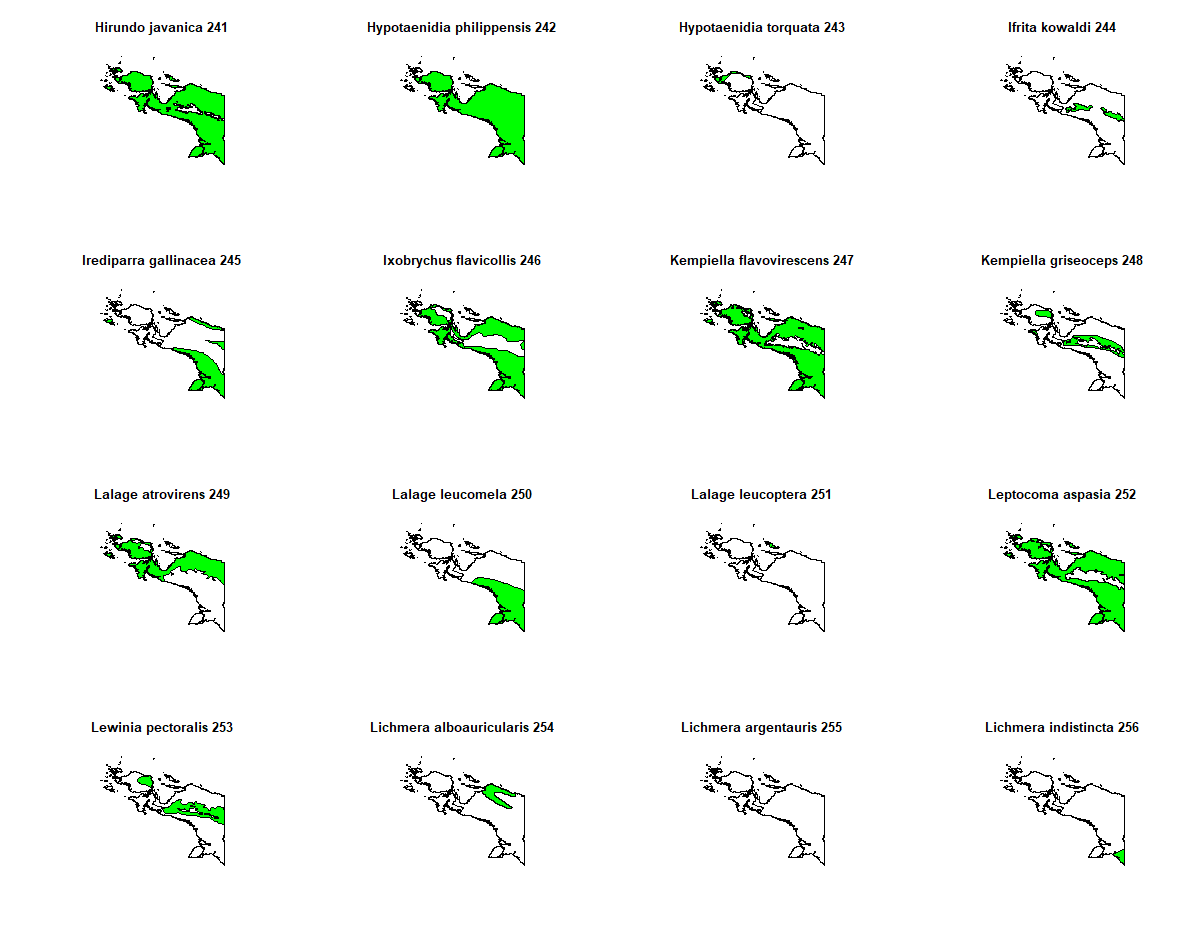 Hirundo javanica 241
Hypotaenidia philippensis 242
Hypotaenidia torquata 243
Ifrita kowaldi 244
Irediparra gallinacea 245
Ixobrychus flavicollis 246
Kempiella flavovirescens 247
Kempiella griseoceps 248
Lalage atrovirens 249
Lalage leucomela 250
Lalage leucoptera 251
Leptocoma aspasia 252
Lewinia pectoralis 253
Lichmera alboauricularis 254
Lichmera argentauris 255
Lichmera indistincta 256